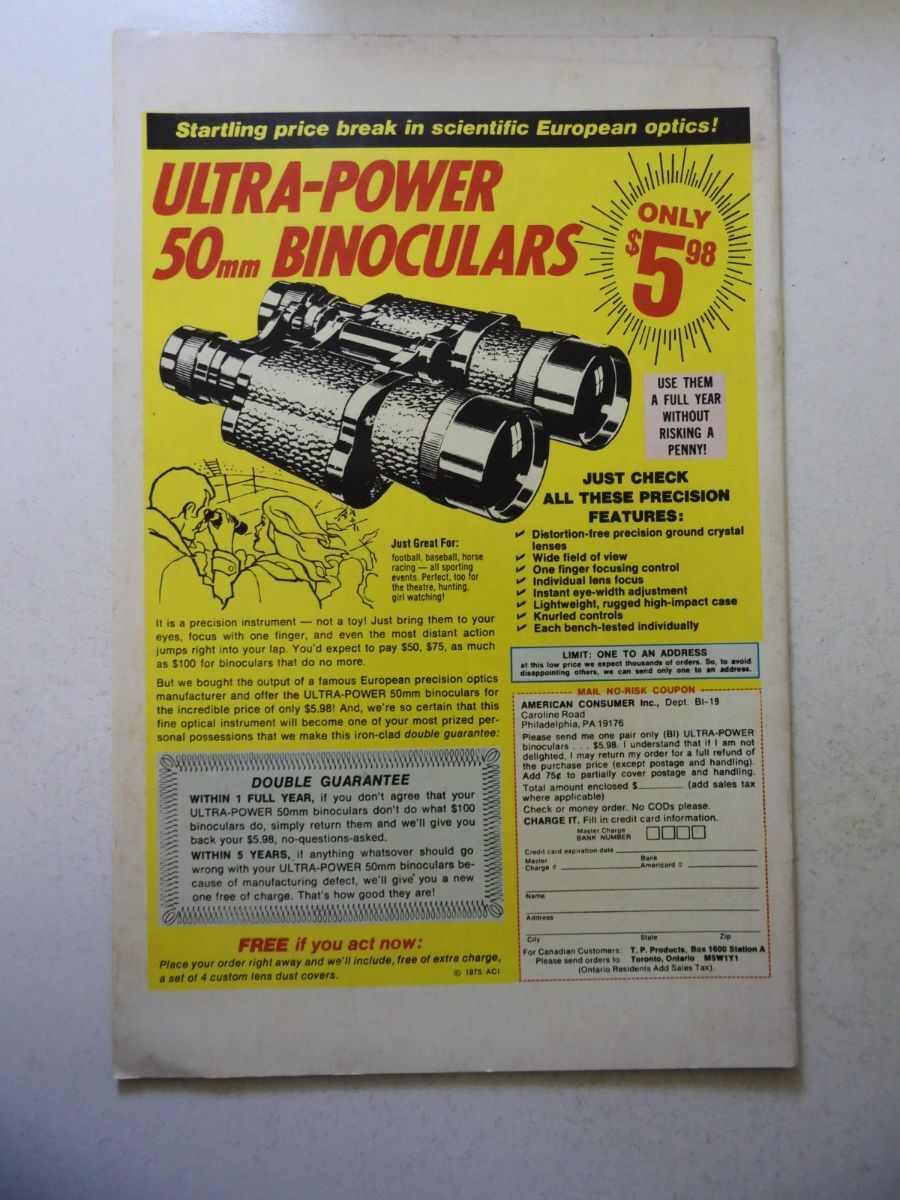 Startling price break in scientific European optics!
ULTRA-POWER
50mm BINOCULARS
ONLY
$5.98
USE THEM
A FULL YEAR
WITHOUT
RISKING A
PENNY!
JUST CHECK
ALL THESE PRECISION
FEATURES:
✔ Distortion-free precision ground crystal
lenses
✔ Wide field of view
✔ One finger focusing control
✔ Individual lens focus
✔ Instant eye-width adjustment
✔ Lightweight, rugged high-impact case
✔ Knurled controls
✔ Each bench-tested individually
Just Great For:
football, baseball, horse
racing — all sporting
events. Perfect, too for
the theatre, hunting,
girl watching!
It is a precision instrument — not a toy! Just bring them to your
eyes, focus with one finger, and even the most distant action
jumps right into your lap. You'd expect to pay $50, $75, as much
as $100 for binoculars that do no more.
But we bought the output of a famous European precision optics
manufacturer and offer the ULTRA-POWER 50mm binoculars for
the incredible price of only $5.98! And, we're so certain that this
fine optical instrument will become one of your most prized per-
sonal possessions that we make this iron-clad double guarantee:
DOUBLE GUARANTEE
WITHIN 1 FULL YEAR, if you don't agree that your
ULTRA-POWER 50mm binoculars don't do what $100
binoculars do, simply return them and we'll give you
back your $5.98, no-questions-asked.
WITHIN 5 YEARS, if anything whatsover should go
wrong with your ULTRA-POWER 50mm binoculars be-
cause of manufacturing defect, we'll give you a new
one free of charge. That's how good they are!
FREE if you act now:
Place your order right away and we'll include, free of extra charge,
a set of 4 custom lens dust covers.
© 1975 ACI
LIMIT: ONE TO AN ADDRESS
at this low price we expect thousands of orders. So, to avoid
disappointing others, we can send only one to an address.
MAIL NO-RISK COUPON
AMERICAN CONSUMER Inc., Dept. BI-19
Caroline Road
Philadelphia, PA 19176
Please send me one pair only (BI) ULTRA-POWER
binoculars . . . $5.98. I understand that if I am not
delighted, I may return my order for a full refund of
the purchase price (except postage and handling).
Add 75¢ to partially cover postage and handling.
Total amount enclosed $______ (add sales tax
where applicable)
Check or money order. No CODs please.
CHARGE IT. Fill in credit card information.
Master Charge
BANK NUMBER
Credit card expiration date
Master Bank
Charge # Americard #
Name
Address
City State Zip
For Canadian Customers: T. P. Products, Box 1600 Station A
Please send orders to Toronto, Ontario M5W1Y1
(Ontario Residents Add Sales Tax).